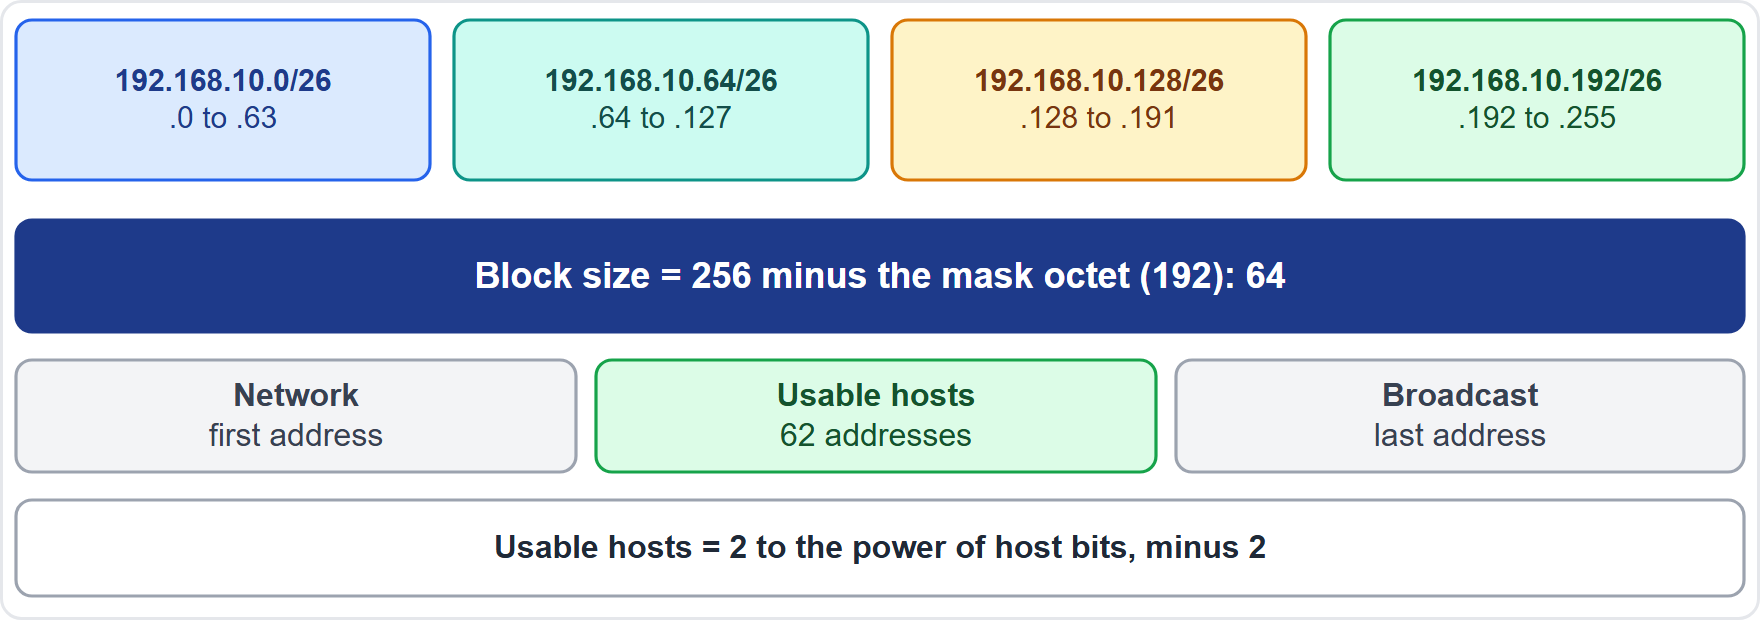 192.168.10.0/26
.0 to .63
192.168.10.64/26
.64 to .127
192.168.10.128/26
.128 to .191
192.168.10.192/26
.192 to .255
Block size = 256 minus the mask octet (192): 64
Network
first address
Usable hosts
62 addresses
Broadcast
last address
Usable hosts = 2 to the power of host bits, minus 2